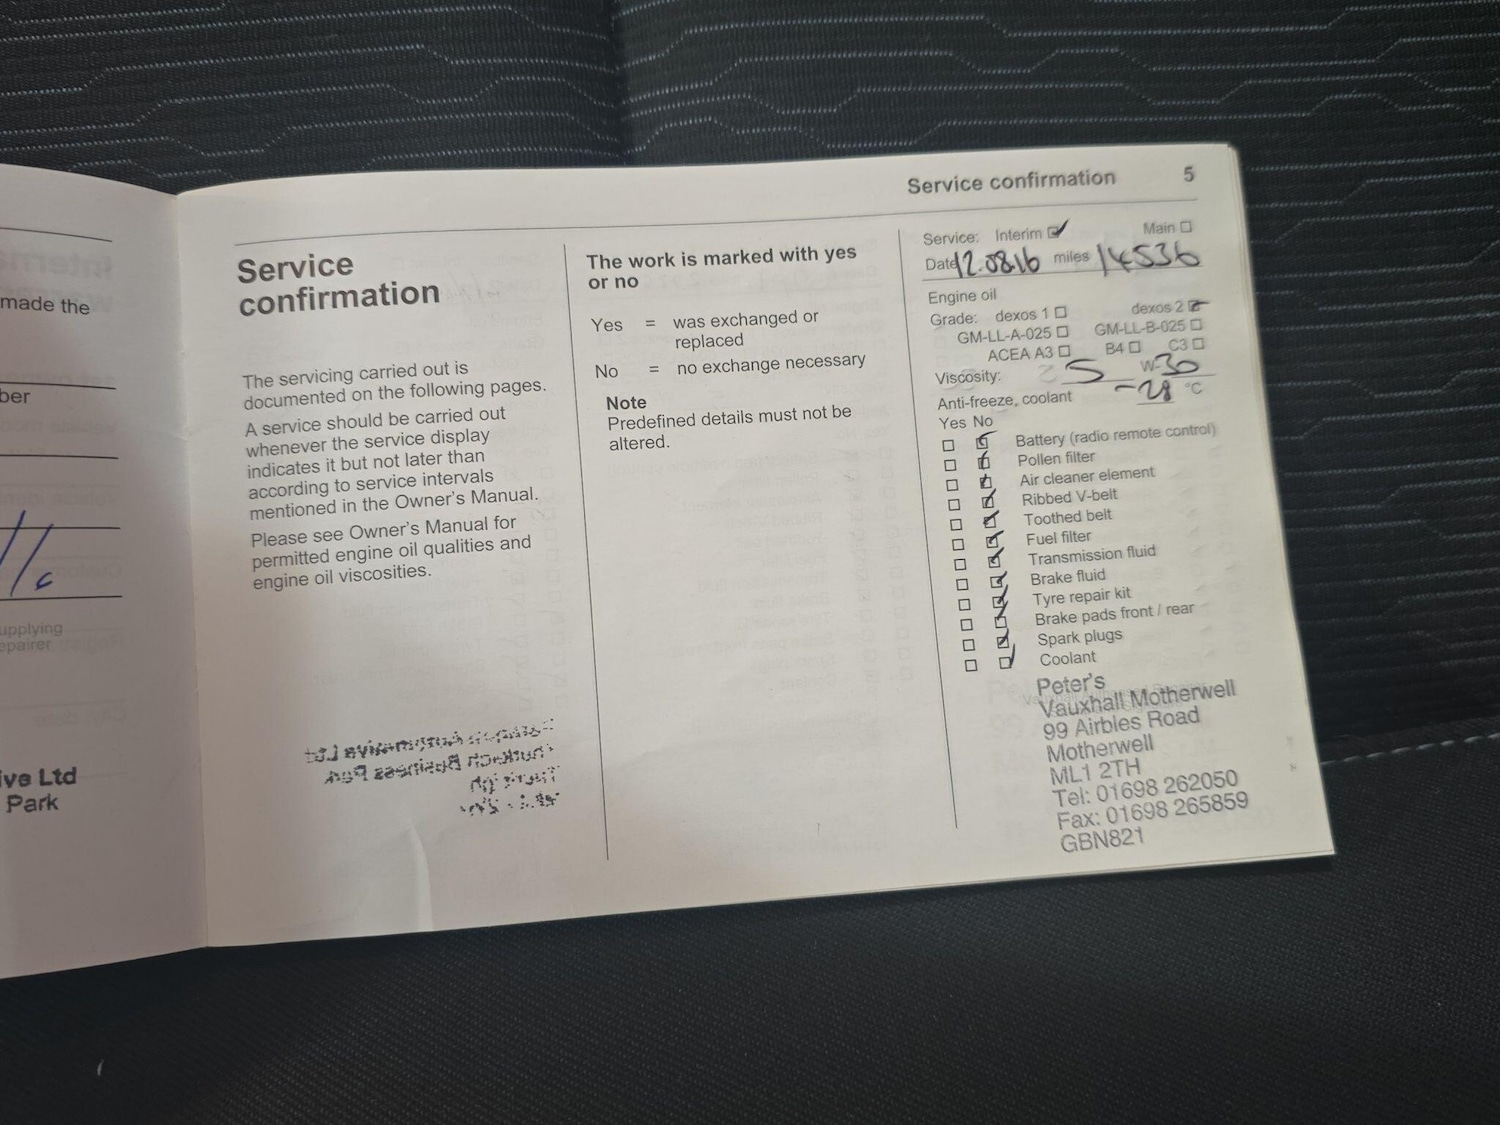 made the
ber
upplying
epairer
ive Ltd
Park
Service confirmation 5
Service
confirmation
The servicing carried out is
documented on the following pages.
A service should be carried out
whenever the service display
indicates it but not later than
according to service intervals
mentioned in the Owner's Manual.
Please see Owner's Manual for
permitted engine oil qualities and
engine oil viscosities.
The work is marked with yes
or no
Yes = was exchanged or
replaced
No = no exchange necessary
Note
Predefined details must not be
altered.
Service: Interim ☑ Main ☐
Date 12.08.16 miles 14536
Engine oil
Grade: dexos 1 ☐ dexos 2 ☑
GM-LL-A-025 ☐ GM-LL-B-025 ☐
ACEA A3 ☐ B4 ☐ C3 ☐
Viscosity: 5 W-30
Anti-freeze, coolant -28 °C
Yes No
☐ ☑ Battery (radio remote control)
☐ ☑ Pollen filter
☐ ☑ Air cleaner element
☐ ☑ Ribbed V-belt
☐ ☑ Toothed belt
☐ ☑ Fuel filter
☐ ☑ Transmission fluid
☐ ☑ Brake fluid
☐ ☑ Tyre repair kit
☐ ☑ Brake pads front / rear
☐ ☑ Spark plugs
☐ ☑ Coolant
Peter's
Vauxhall Motherwell
99 Airbles Road
Motherwell
ML1 2TH
Tel: 01698 262050
Fax: 01698 265859
GBN821